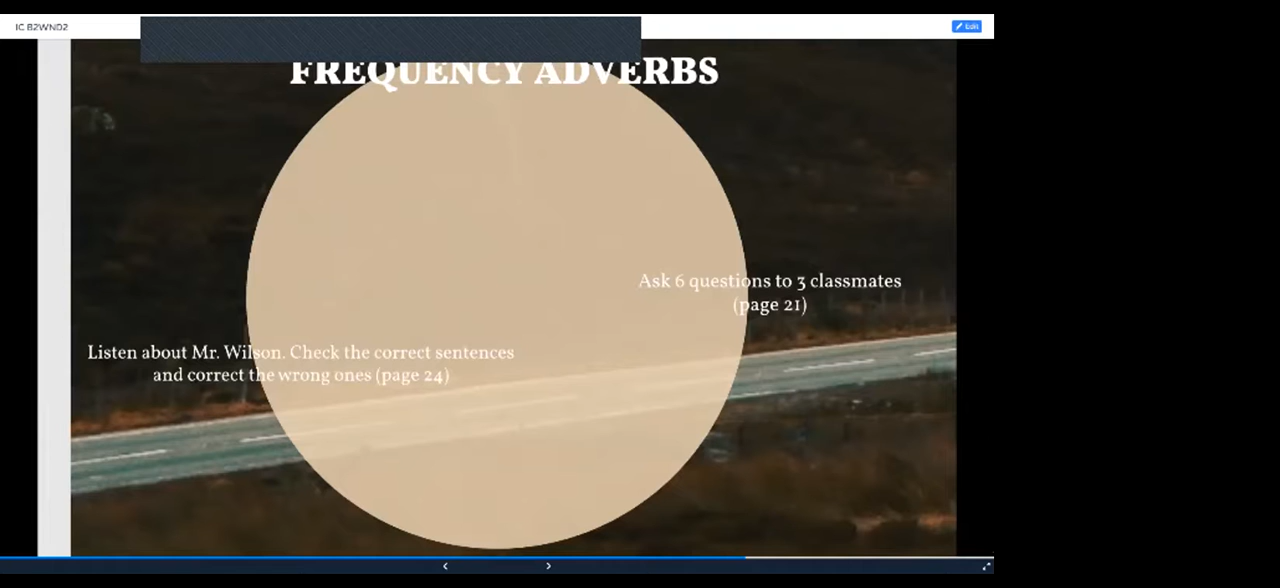 IC B2WND2
Edit
FREQUENCY ADVERBS
Ask 6 questions to 3 classmates
(page 21)
Listen about Mr. Wilson. Check the correct sentences
and correct the wrong ones (page 24)